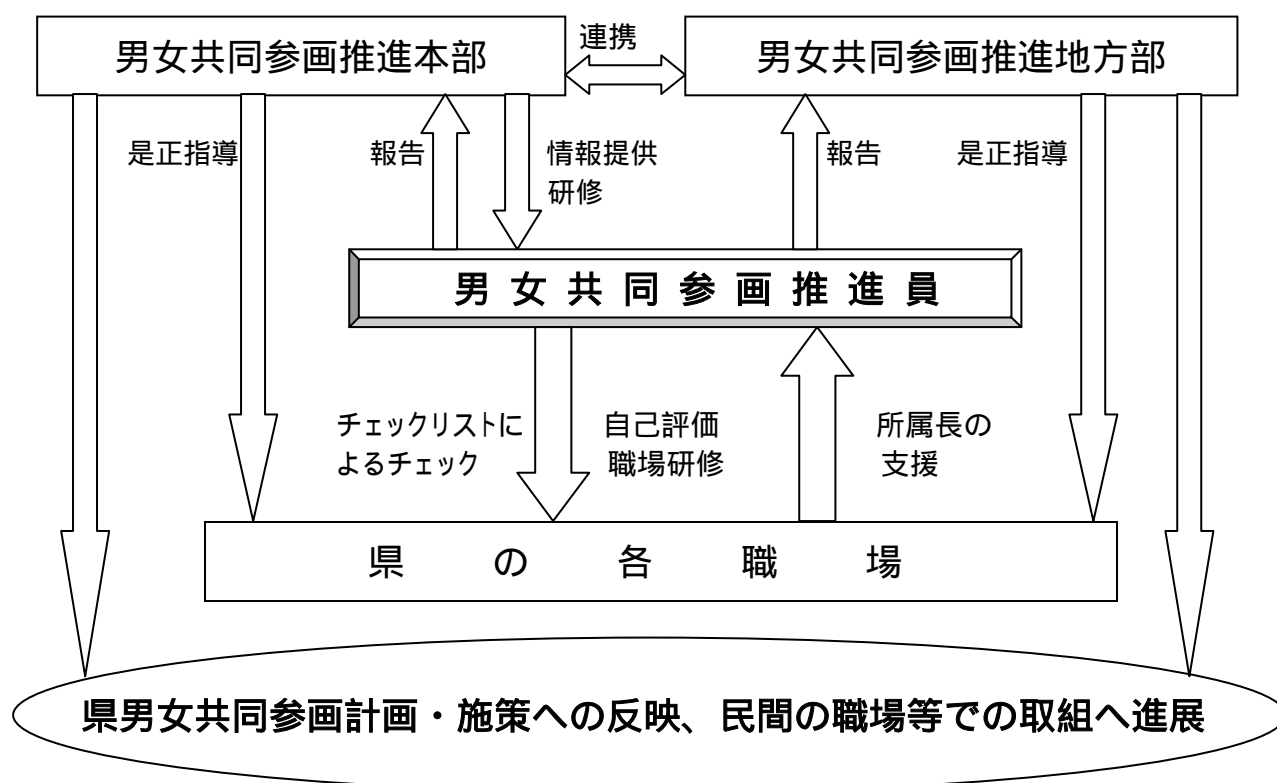 男女共同参画推進本部
連携
男女共同参画推進地方部
是正指導
報告
情報提供
研修
報告
是正指導
男女共同参画推進員
チェックリストに
よるチェック
自己評価
職場研修
所属長の
支援
県の各職場
県男女共同参画計画・施策への反映、民間の職場等での取組へ進展